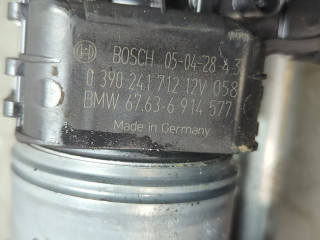 BOSCH 05-04-28
0 390 241 712 12V 058
BMW 67.63-6 914 577
Made in Germany